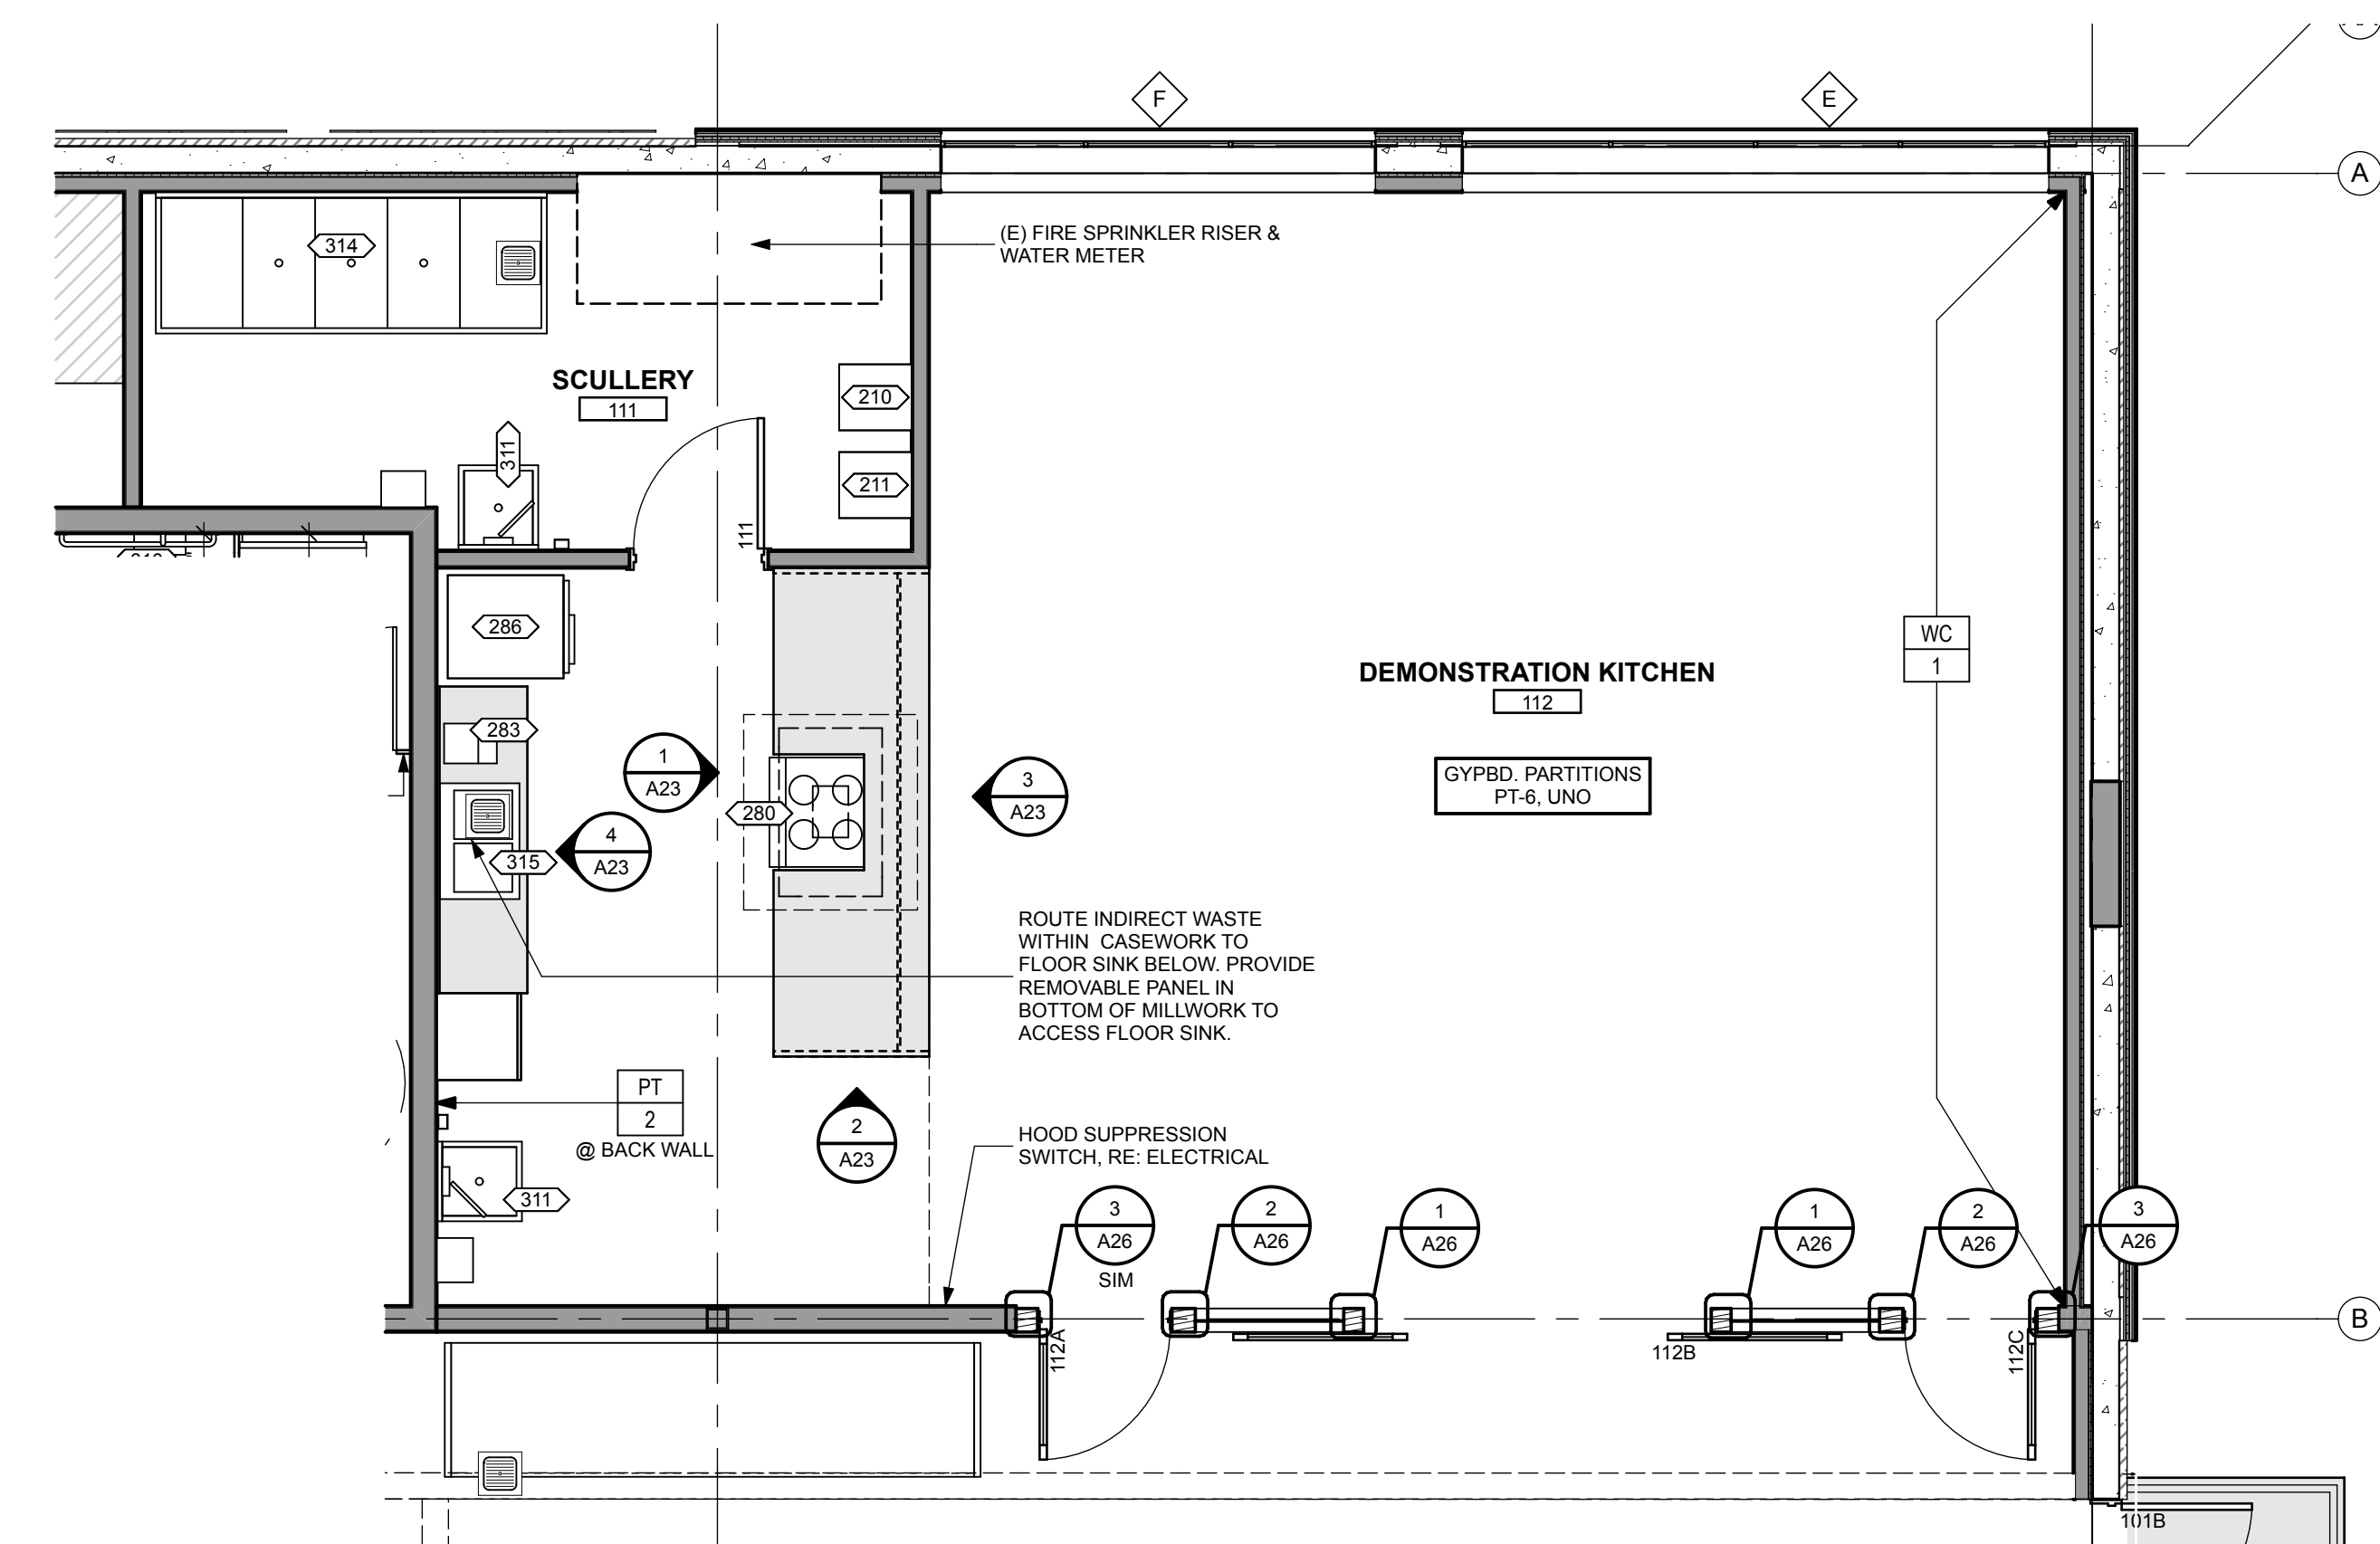 F
E
A
(E) FIRE SPRINKLER RISER &
WATER METER
314
SCULLERY
111
210
311
211
111
286
WC
1
DEMONSTRATION KITCHEN
112
283
1
A23
3
A23
GYPBD. PARTITIONS
PT-6, UNO
280
4
A23
315
ROUTE INDIRECT WASTE
WITHIN CASEWORK TO
FLOOR SINK BELOW. PROVIDE
REMOVABLE PANEL IN
BOTTOM OF MILLWORK TO
ACCESS FLOOR SINK.
PT
2
@ BACK WALL
2
A23
HOOD SUPPRESSION
SWITCH, RE: ELECTRICAL
311
3
A26
SIM
2
A26
1
A26
1
A26
2
A26
3
A26
B
112A
112B
112C
101B